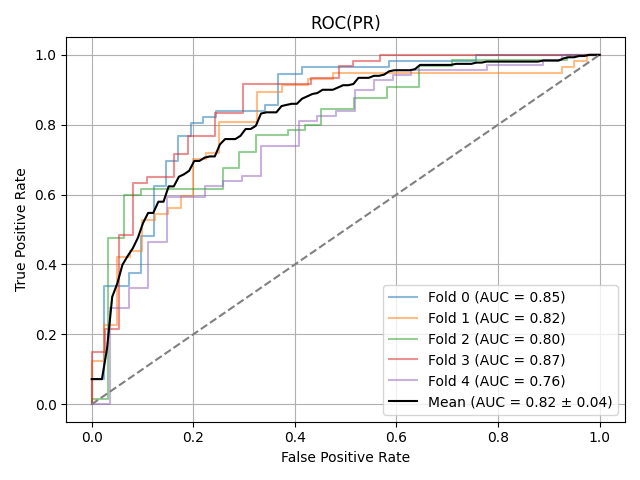 ROC(PR)
True Positive Rate
1.0
0.8
0.6
0.4
0.2
0.0
Fold 0 (AUC = 0.85)
Fold 1 (AUC = 0.82)
Fold 2 (AUC = 0.80)
Fold 3 (AUC = 0.87)
Fold 4 (AUC = 0.76)
Mean (AUC = 0.82 ± 0.04)
0.0 0.2 0.4 0.6 0.8 1.0
False Positive Rate